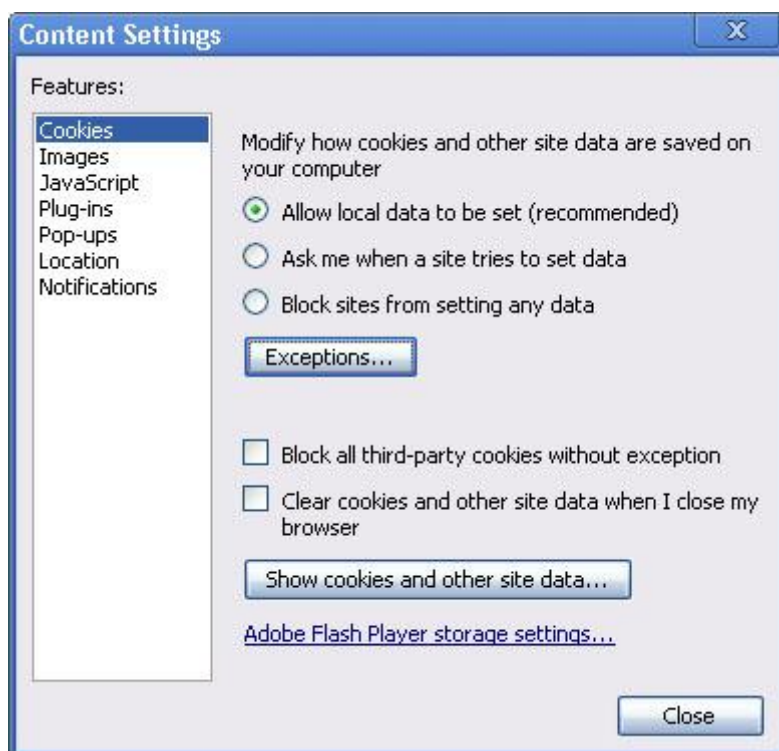 Content Settings
X
Features:
Cookies
Images
JavaScript
Plug-ins
Pop-ups
Location
Notifications
Modify how cookies and other site data are saved on
your computer
Allow local data to be set (recommended)
Ask me when a site tries to set data
Block sites from setting any data
Exceptions...
Block all third-party cookies without exception
Clear cookies and other site data when I close my
browser
Show cookies and other site data...
Adobe Flash Player storage settings...
Close